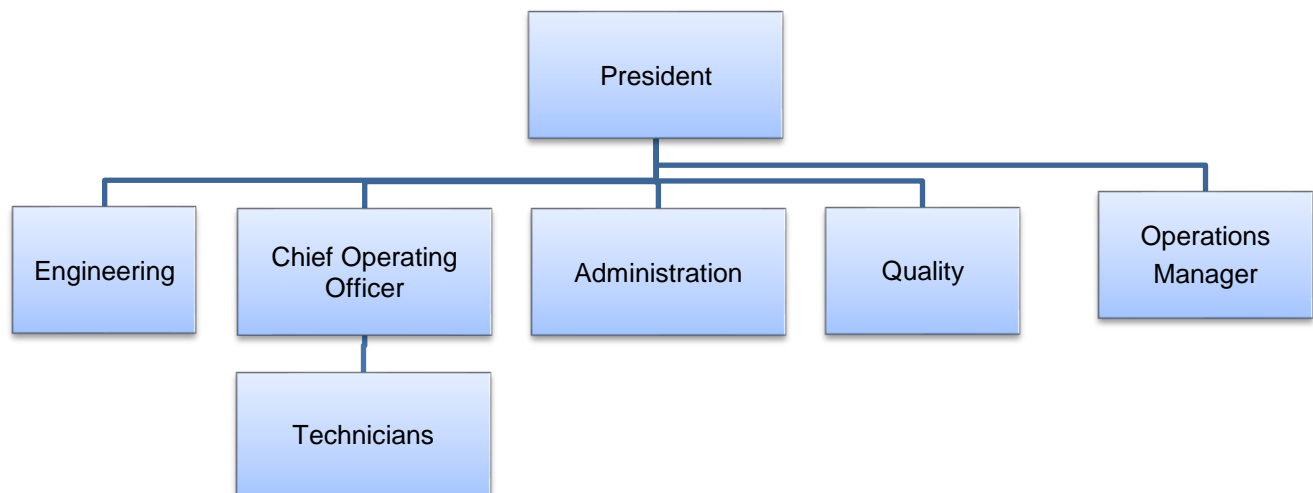 President
Engineering
Chief Operating
Officer
Administration
Quality
Operations
Manager
Technicians